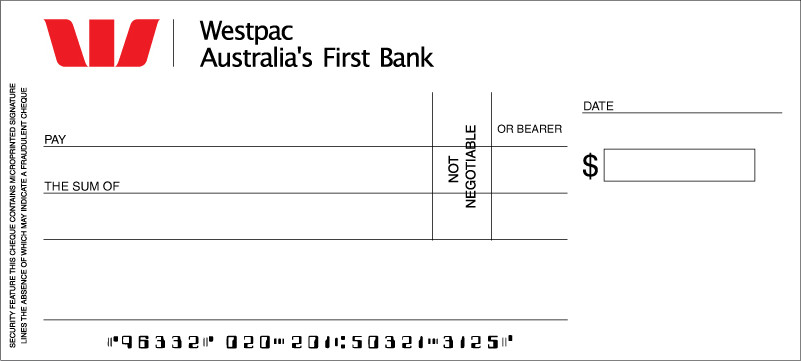 Westpac
Australia's First Bank
SECURITY FEATURE THIS CHEQUE CONTAINS MICROPRINTED SIGNATURE
LINES THE ABSENCE OF WHICH MAY INDICATE A FRAUDULENT CHEQUE
DATE
PAY
NOT
NEGOTIABLE
OR BEARER
$
THE SUM OF
⑈96332⑈ 020⑉201⑆50321⑉3125⑈